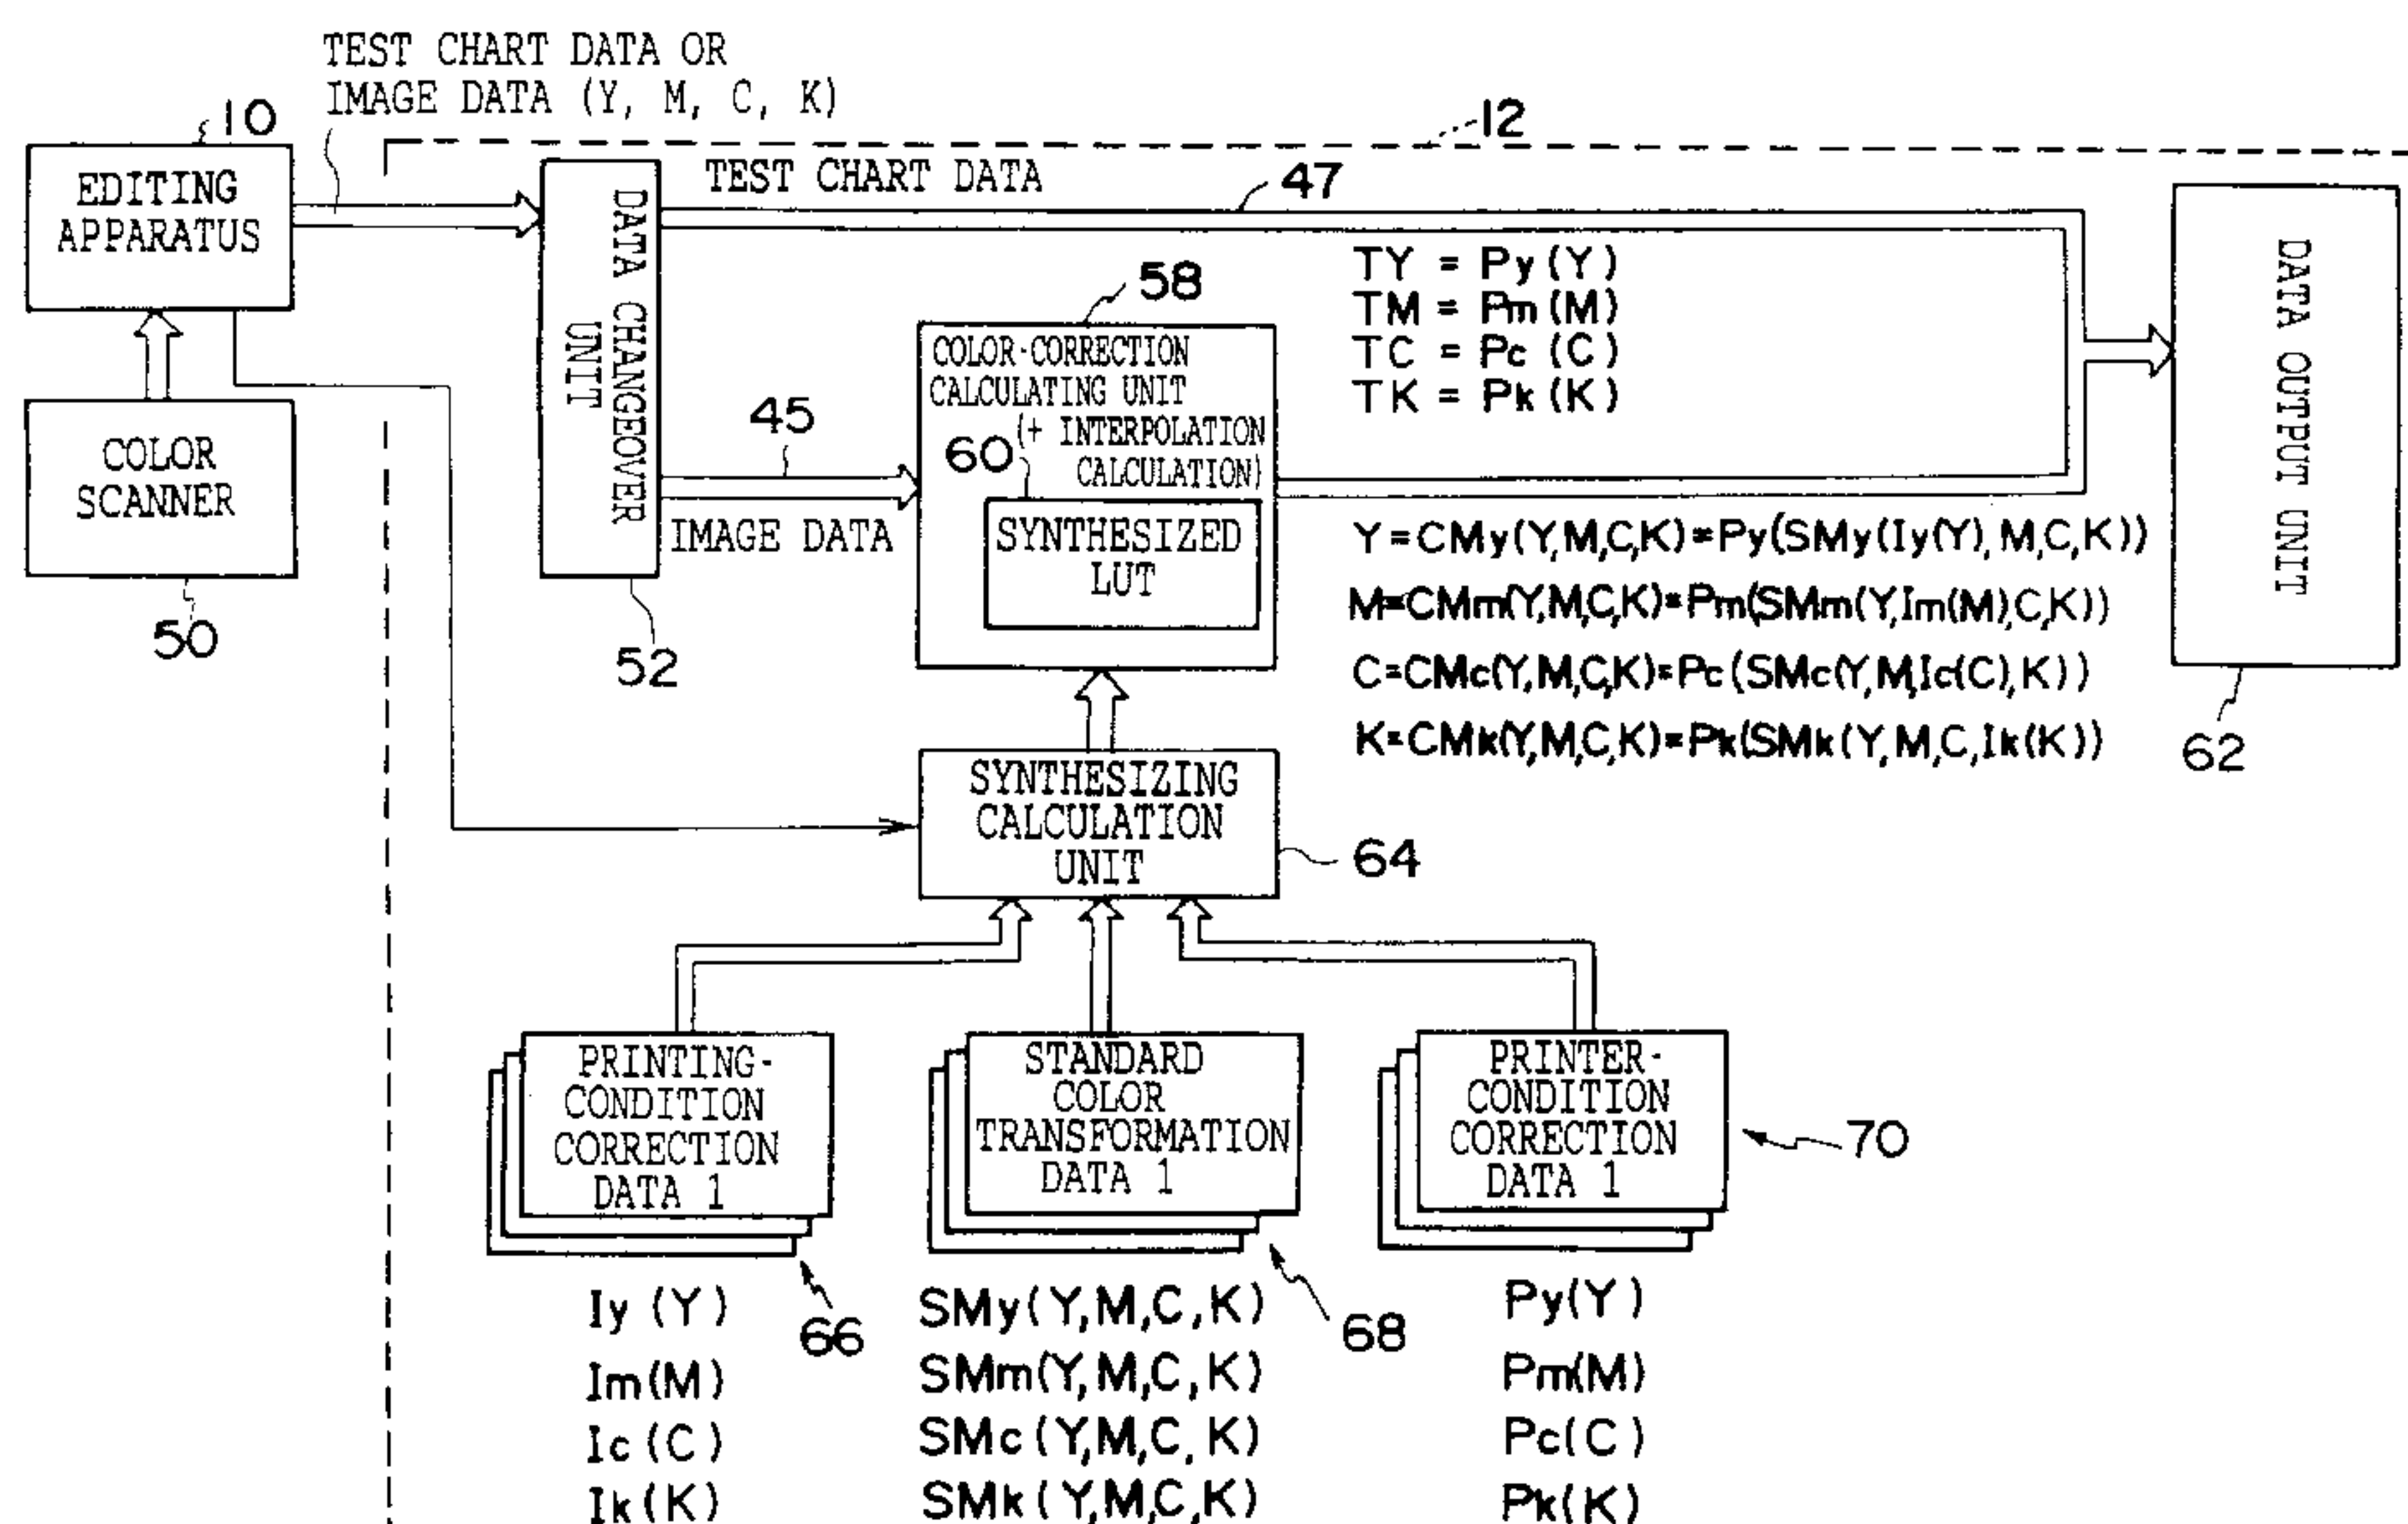 TEST CHART DATA OR
IMAGE DATA (Y, M, C, K)
10
12
EDITING
APPARATUS
DATA CHANGEOVER
UNIT
TEST CHART DATA
47
DATA OUTPUT UNIT
TY = Py (Y)
TM = Pm (M)
TC = Pc (C)
TK = Pk (K)
58
COLOR-CORRECTION
CALCULATING UNIT
(+ INTERPOLATION
CALCULATION)
60
SYNTHESIZED
LUT
45
IMAGE DATA
COLOR
SCANNER
50
52
Y=CMy(Y,M,C,K)=Py(SMy(Iy(Y),M,C,K))
M=CMm(Y,M,C,K)=Pm(SMm(Y,Im(M),C,K))
C=CMc(Y,M,C,K)=Pc(SMc(Y,M,Ic(C),K))
K=CMk(Y,M,C,K)=Pk(SMk(Y,M,C,Ik(K))
62
SYNTHESIZING
CALCULATION
UNIT
64
PRINTING-
CONDITION
CORRECTION
DATA 1
66
STANDARD
COLOR
TRANSFORMATION
DATA 1
68
PRINTER-
CONDITION
CORRECTION
DATA 1
70
Iy (Y)
Im(M)
Ic (C)
Ik (K)
SMy(Y,M,C,K)
SMm(Y,M,C,K)
SMc(Y,M,C,K)
SMk(Y,M,C,K)
Py(Y)
Pm(M)
Pc(C)
Pk(K)